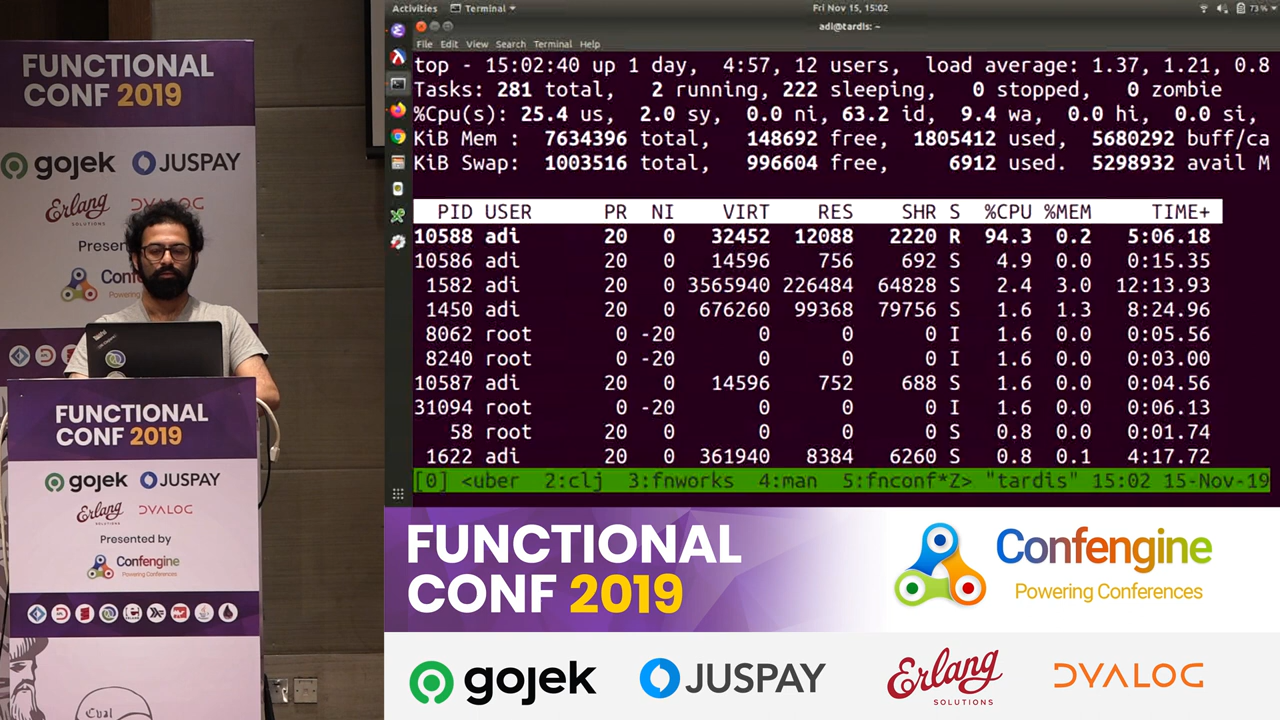 FUNCTIONAL
CONF 2019
gojek
JUSPAY
Erlang
SOLUTIONS
DYALOG
Presen
Conf
Powering
FUNCTIONAL
CONF 2019
gojek
JUSPAY
Erlang
SOLUTIONS
DYALOG
Presented by
Confengine
Powering Conferences
Activities
Terminal
Fri Nov 15, 15:02
73 %
adi@tardis: ~
File Edit View Search Terminal Help
top - 15:02:40 up 1 day, 4:57, 12 users, load average: 1.37, 1.21, 0.8
Tasks: 281 total, 2 running, 222 sleeping, 0 stopped, 0 zombie
%Cpu(s): 25.4 us, 2.0 sy, 0.0 ni, 63.2 id, 9.4 wa, 0.0 hi, 0.0 si,
KiB Mem : 7634396 total, 148692 free, 1805412 used, 5680292 buff/ca
KiB Swap: 1003516 total, 996604 free, 6912 used. 5298932 avail M
PID USER PR NI VIRT RES SHR S %CPU %MEM TIME+
10588 adi 20 0 32452 12088 2220 R 94.3 0.2 5:06.18
10586 adi 20 0 14596 756 692 S 4.9 0.0 0:15.35
1582 adi 20 0 3565940 226484 64828 S 2.4 3.0 12:13.93
1450 adi 20 0 676260 99368 79756 S 1.6 1.3 8:24.96
8062 root 0 -20 0 0 0 I 1.6 0.0 0:05.56
8240 root 0 -20 0 0 0 I 1.6 0.0 0:03.00
10587 adi 20 0 14596 752 688 S 1.6 0.0 0:04.56
31094 root 0 -20 0 0 0 I 1.6 0.0 0:06.13
58 root 20 0 0 0 0 S 0.8 0.0 0:01.74
1622 adi 20 0 361940 8384 6260 S 0.8 0.1 4:17.72
[0] <uber 2:clj 3:fnworks 4:man 5:fnconf*Z> "tardis" 15:02 15-Nov-19
FUNCTIONAL
CONF 2019
Confengine
Powering Conferences
gojek
JUSPAY
Erlang
SOLUTIONS
DYALOG